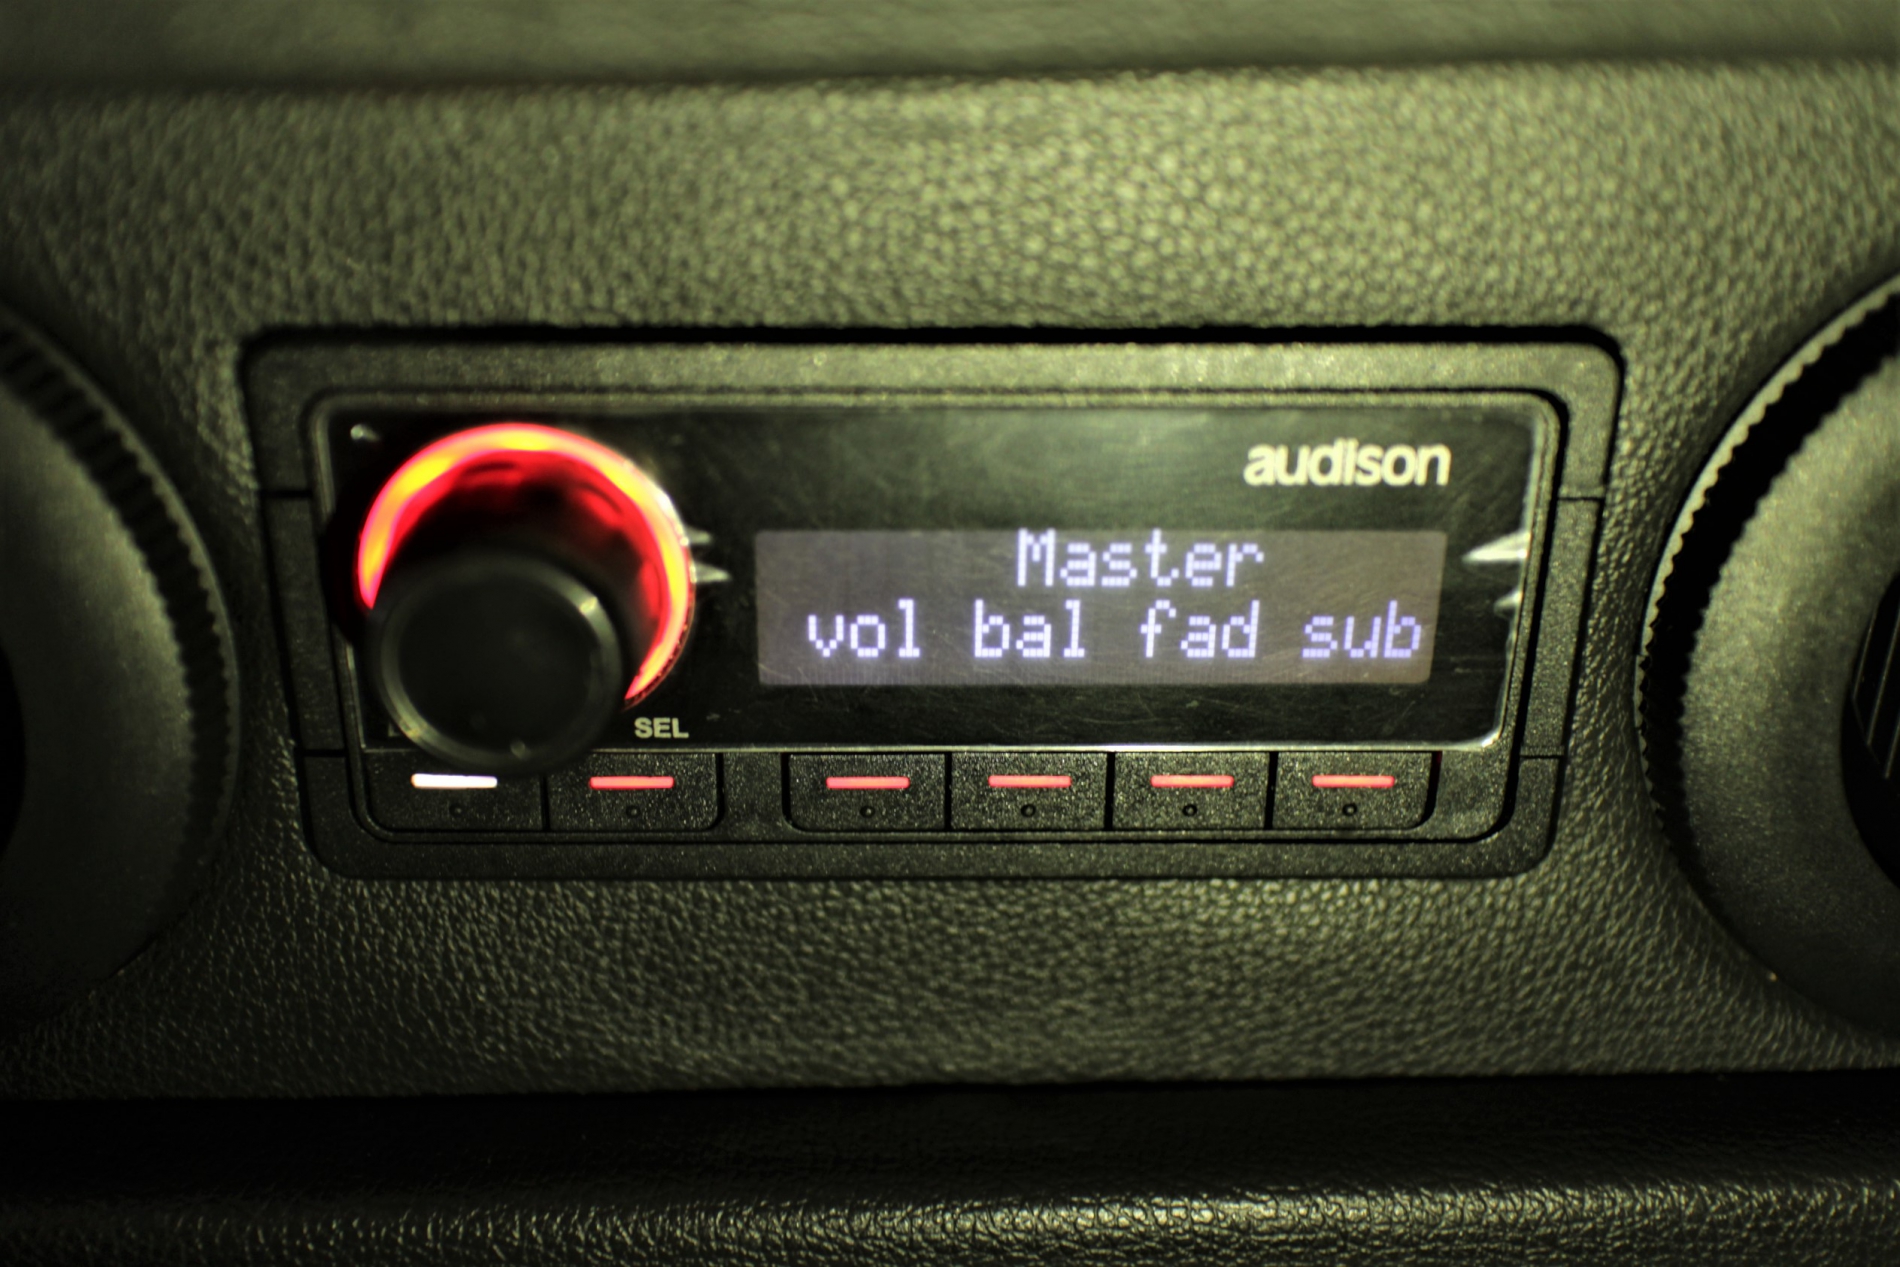 audison
Master
vol bal fad sub
SEL